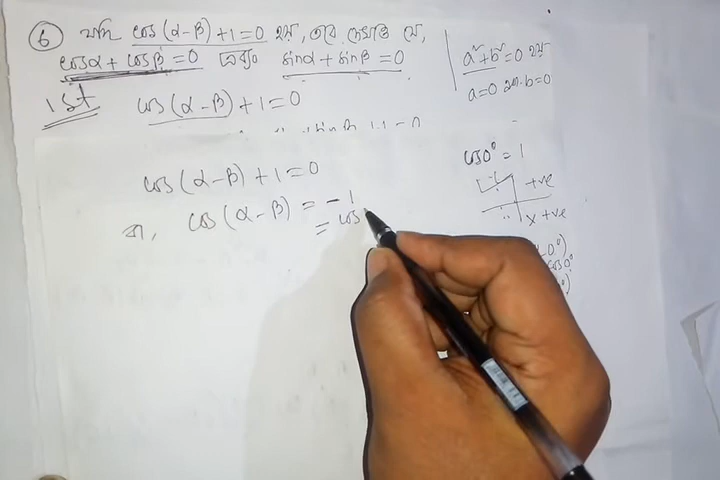 6 যদি cos(α-β)+1=0 হয়, তবে দেখাও যে,
cosα + cosβ = 0 এবং sinα + sinβ = 0
a²+b²=0 হয়
a=0 এবং b=0
1st cos(α-β)+1=0
cos(α-β)+1=0
বা, cos(α-β) = -1
= cos
cos0° = 1
+ve
x +ve